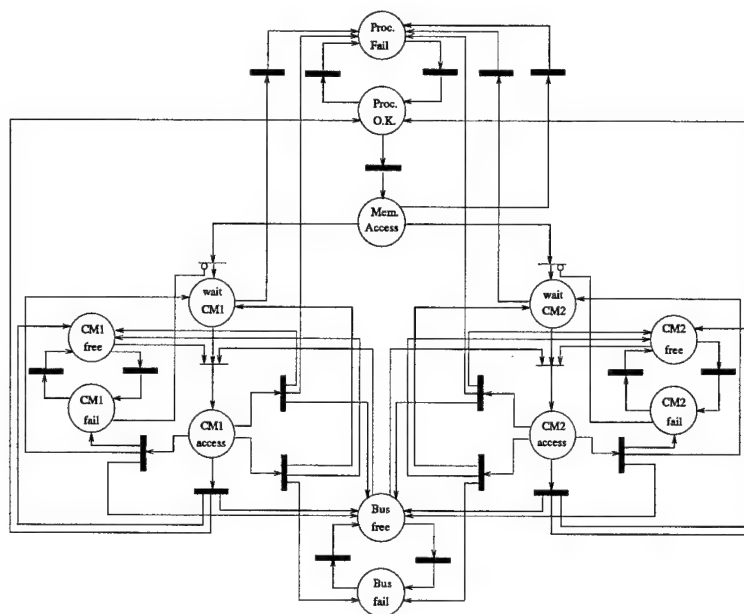 Proc.
Fail
Proc.
O.K.
Mem.
Access
wait
CM1
wait
CM2
CM1
free
CM2
free
CM1
fail
CM2
fail
CM1
access
CM2
access
Bus
free
Bus
fail